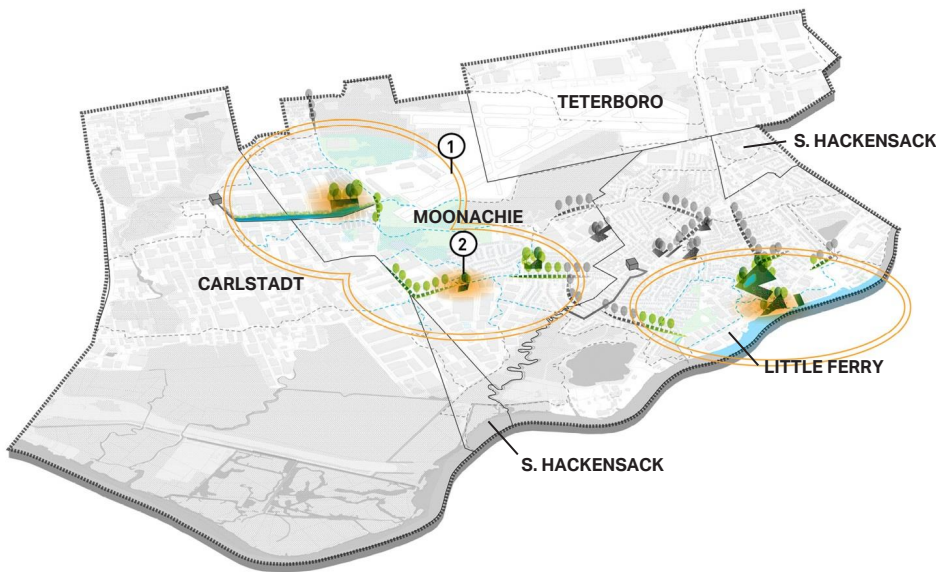 TETERBORO
S. HACKENSACK
1
MOONACHIE
2
CARLSTADT
LITTLE FERRY
S. HACKENSACK